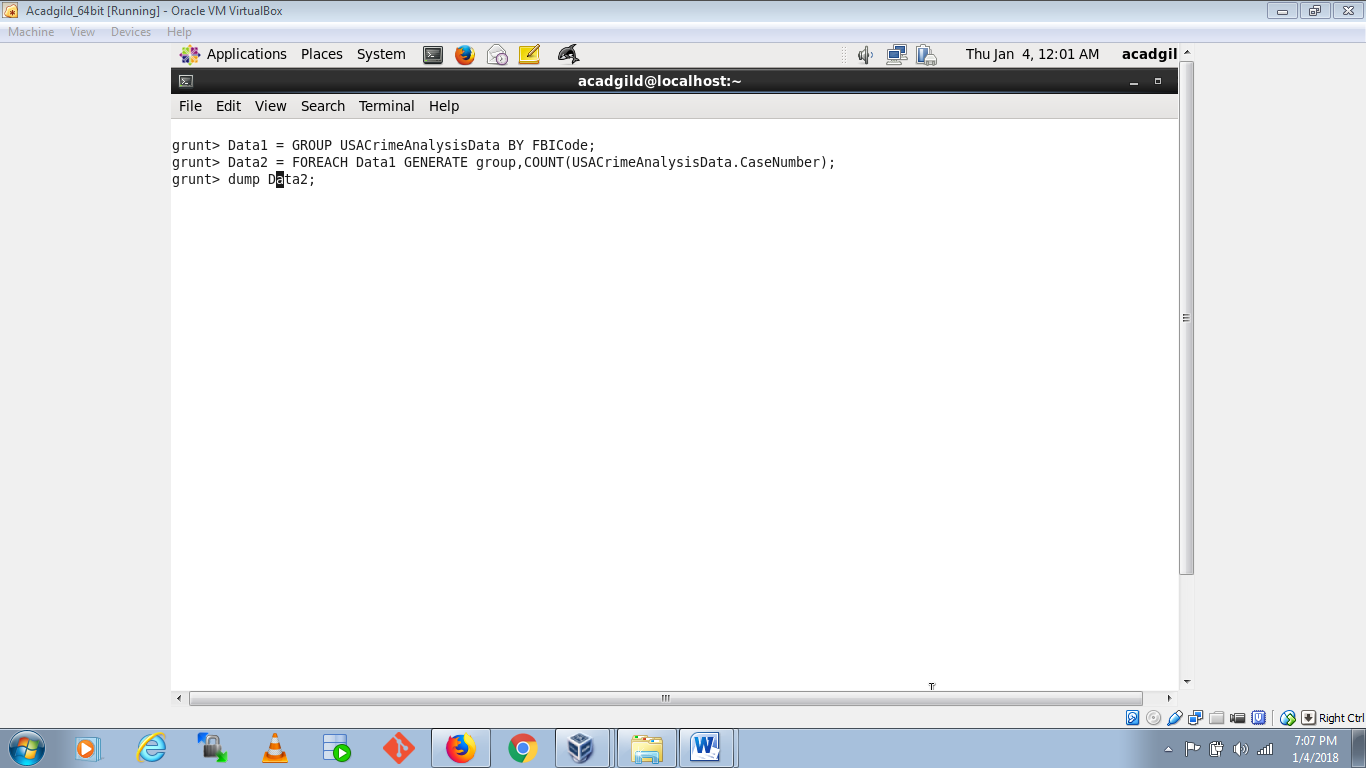 Acadgild_64bit [Running] - Oracle VM VirtualBox
Machine View Devices Help
Applications Places System Thu Jan 4, 12:01 AM acadgil
acadgild@localhost:~
File Edit View Search Terminal Help
grunt> Data1 = GROUP USACrimeAnalysisData BY FBICode;
grunt> Data2 = FOREACH Data1 GENERATE group,COUNT(USACrimeAnalysisData.CaseNumber);
grunt> dump Data2;
Right Ctrl
7:07 PM
1/4/2018